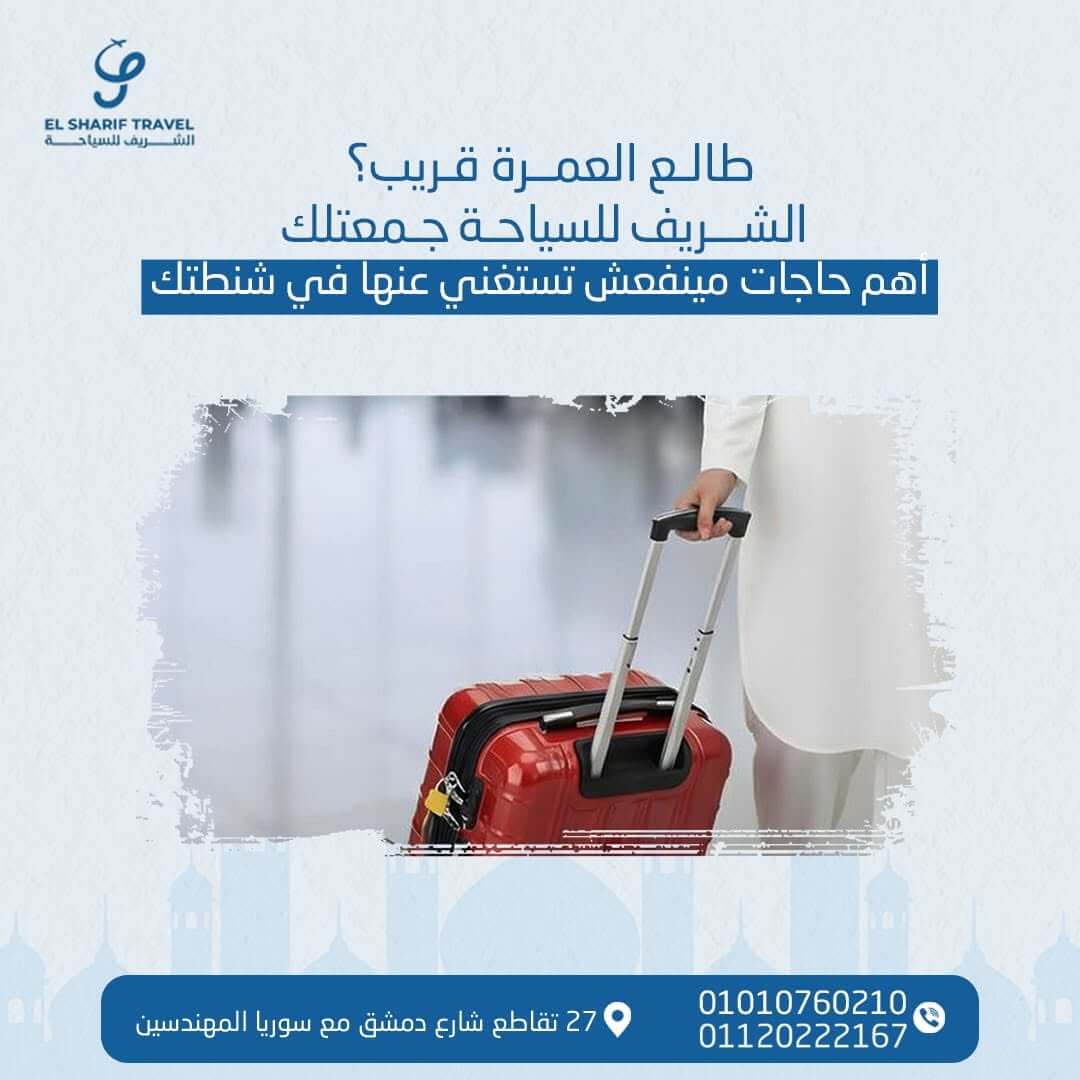 EL SHARIF TRAVEL
الشريف للسياحة
طالع العمرة قريب؟
الشريف للسياحة جمعتلك
أهم حاجات مينفعش تستغني عنها في شنطتك
01010760210
01120222167
27 تقاطع شارع دمشق مع سوريا المهندسين